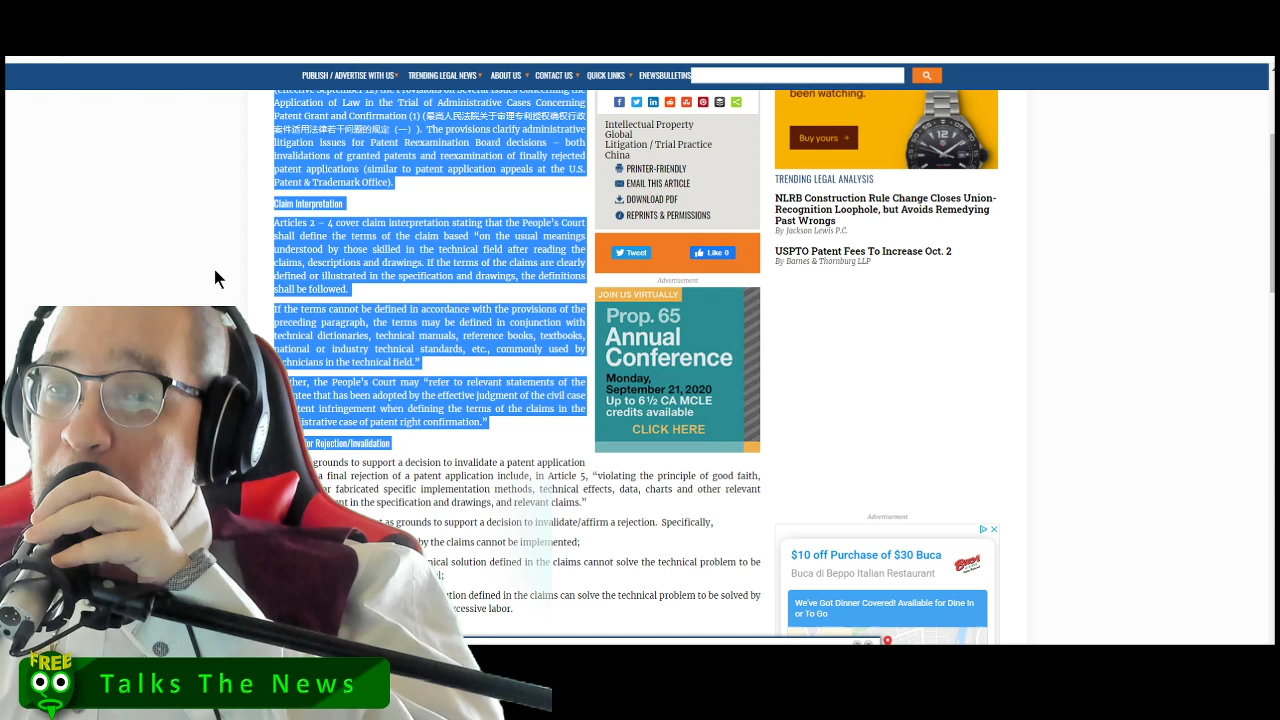 PUBLISH / ADVERTISE WITH US TRENDING LEGAL NEWS ABOUT US CONTACT US QUICK LINKS ENEWSBULLETINS
(effective September 12) the Provisions on Several Issues Concerning the
Application of Law in the Trial of Administrative Cases Concerning
Patent Grant and Confirmation (1) (最高人民法院关于审理专利授权确权行政
案件适用法律若干问题的规定（一）). The provisions clarify administrative
litigation issues for Patent Reexamination Board decisions – both
invalidations of granted patents and reexamination of finally rejected
patent applications (similar to patent application appeals at the U.S.
Patent & Trademark Office).
Claim Interpretation
Articles 2 – 4 cover claim interpretation stating that the People's Court
shall define the terms of the claim based “on the usual meanings
understood by those skilled in the technical field after reading the
claims, descriptions and drawings. If the terms of the claims are clearly
defined or illustrated in the specification and drawings, the definitions
shall be followed.
If the terms cannot be defined in accordance with the provisions of the
preceding paragraph, the terms may be defined in conjunction with
technical dictionaries, technical manuals, reference books, textbooks,
national or industry technical standards, etc., commonly used by
technicians in the technical field.”
the People's Court may “refer to relevant statements of the
that has been adopted by the effective judgment of the civil case
infringement when defining the terms of the claims in the
case of patent right confirmation.”
or Rejection/Invalidation
grounds to support a decision to invalidate a patent application
a final rejection of a patent application include, in Article 5, “violating the principle of good faith,
or fabricated specific implementation methods, technical effects, data, charts and other relevant
in the specification and drawings, and relevant claims.”
as grounds to support a decision to invalidate/affirm a rejection. Specifically,
by the claims cannot be implemented;
solution defined in the claims cannot solve the technical problem to be
defined in the claims can solve the technical problem to be solved by
excessive labor.
Intellectual Property
Global
Litigation / Trial Practice
China
PRINTER-FRIENDLY
EMAIL THIS ARTICLE
DOWNLOAD PDF
REPRINTS & PERMISSIONS
Tweet Like 0
Advertisement
JOIN US VIRTUALLY
Prop. 65
Annual
Conference
Monday,
September 21, 2020
Up to 6½ CA MCLE
credits available
CLICK HERE
been watching.
Buy yours
TRENDING LEGAL ANALYSIS
NLRB Construction Rule Change Closes Union-
Recognition Loophole, but Avoids Remedying
Past Wrongs
By Jackson Lewis P.C.
USPTO Patent Fees To Increase Oct. 2
By Barnes & Thornburg LLP
Advertisement
$10 off Purchase of $30 Buca
Buca di Beppo Italian Restaurant
We've Got Dinner Covered! Available for Dine In
or To Go
FREE
Talks The News